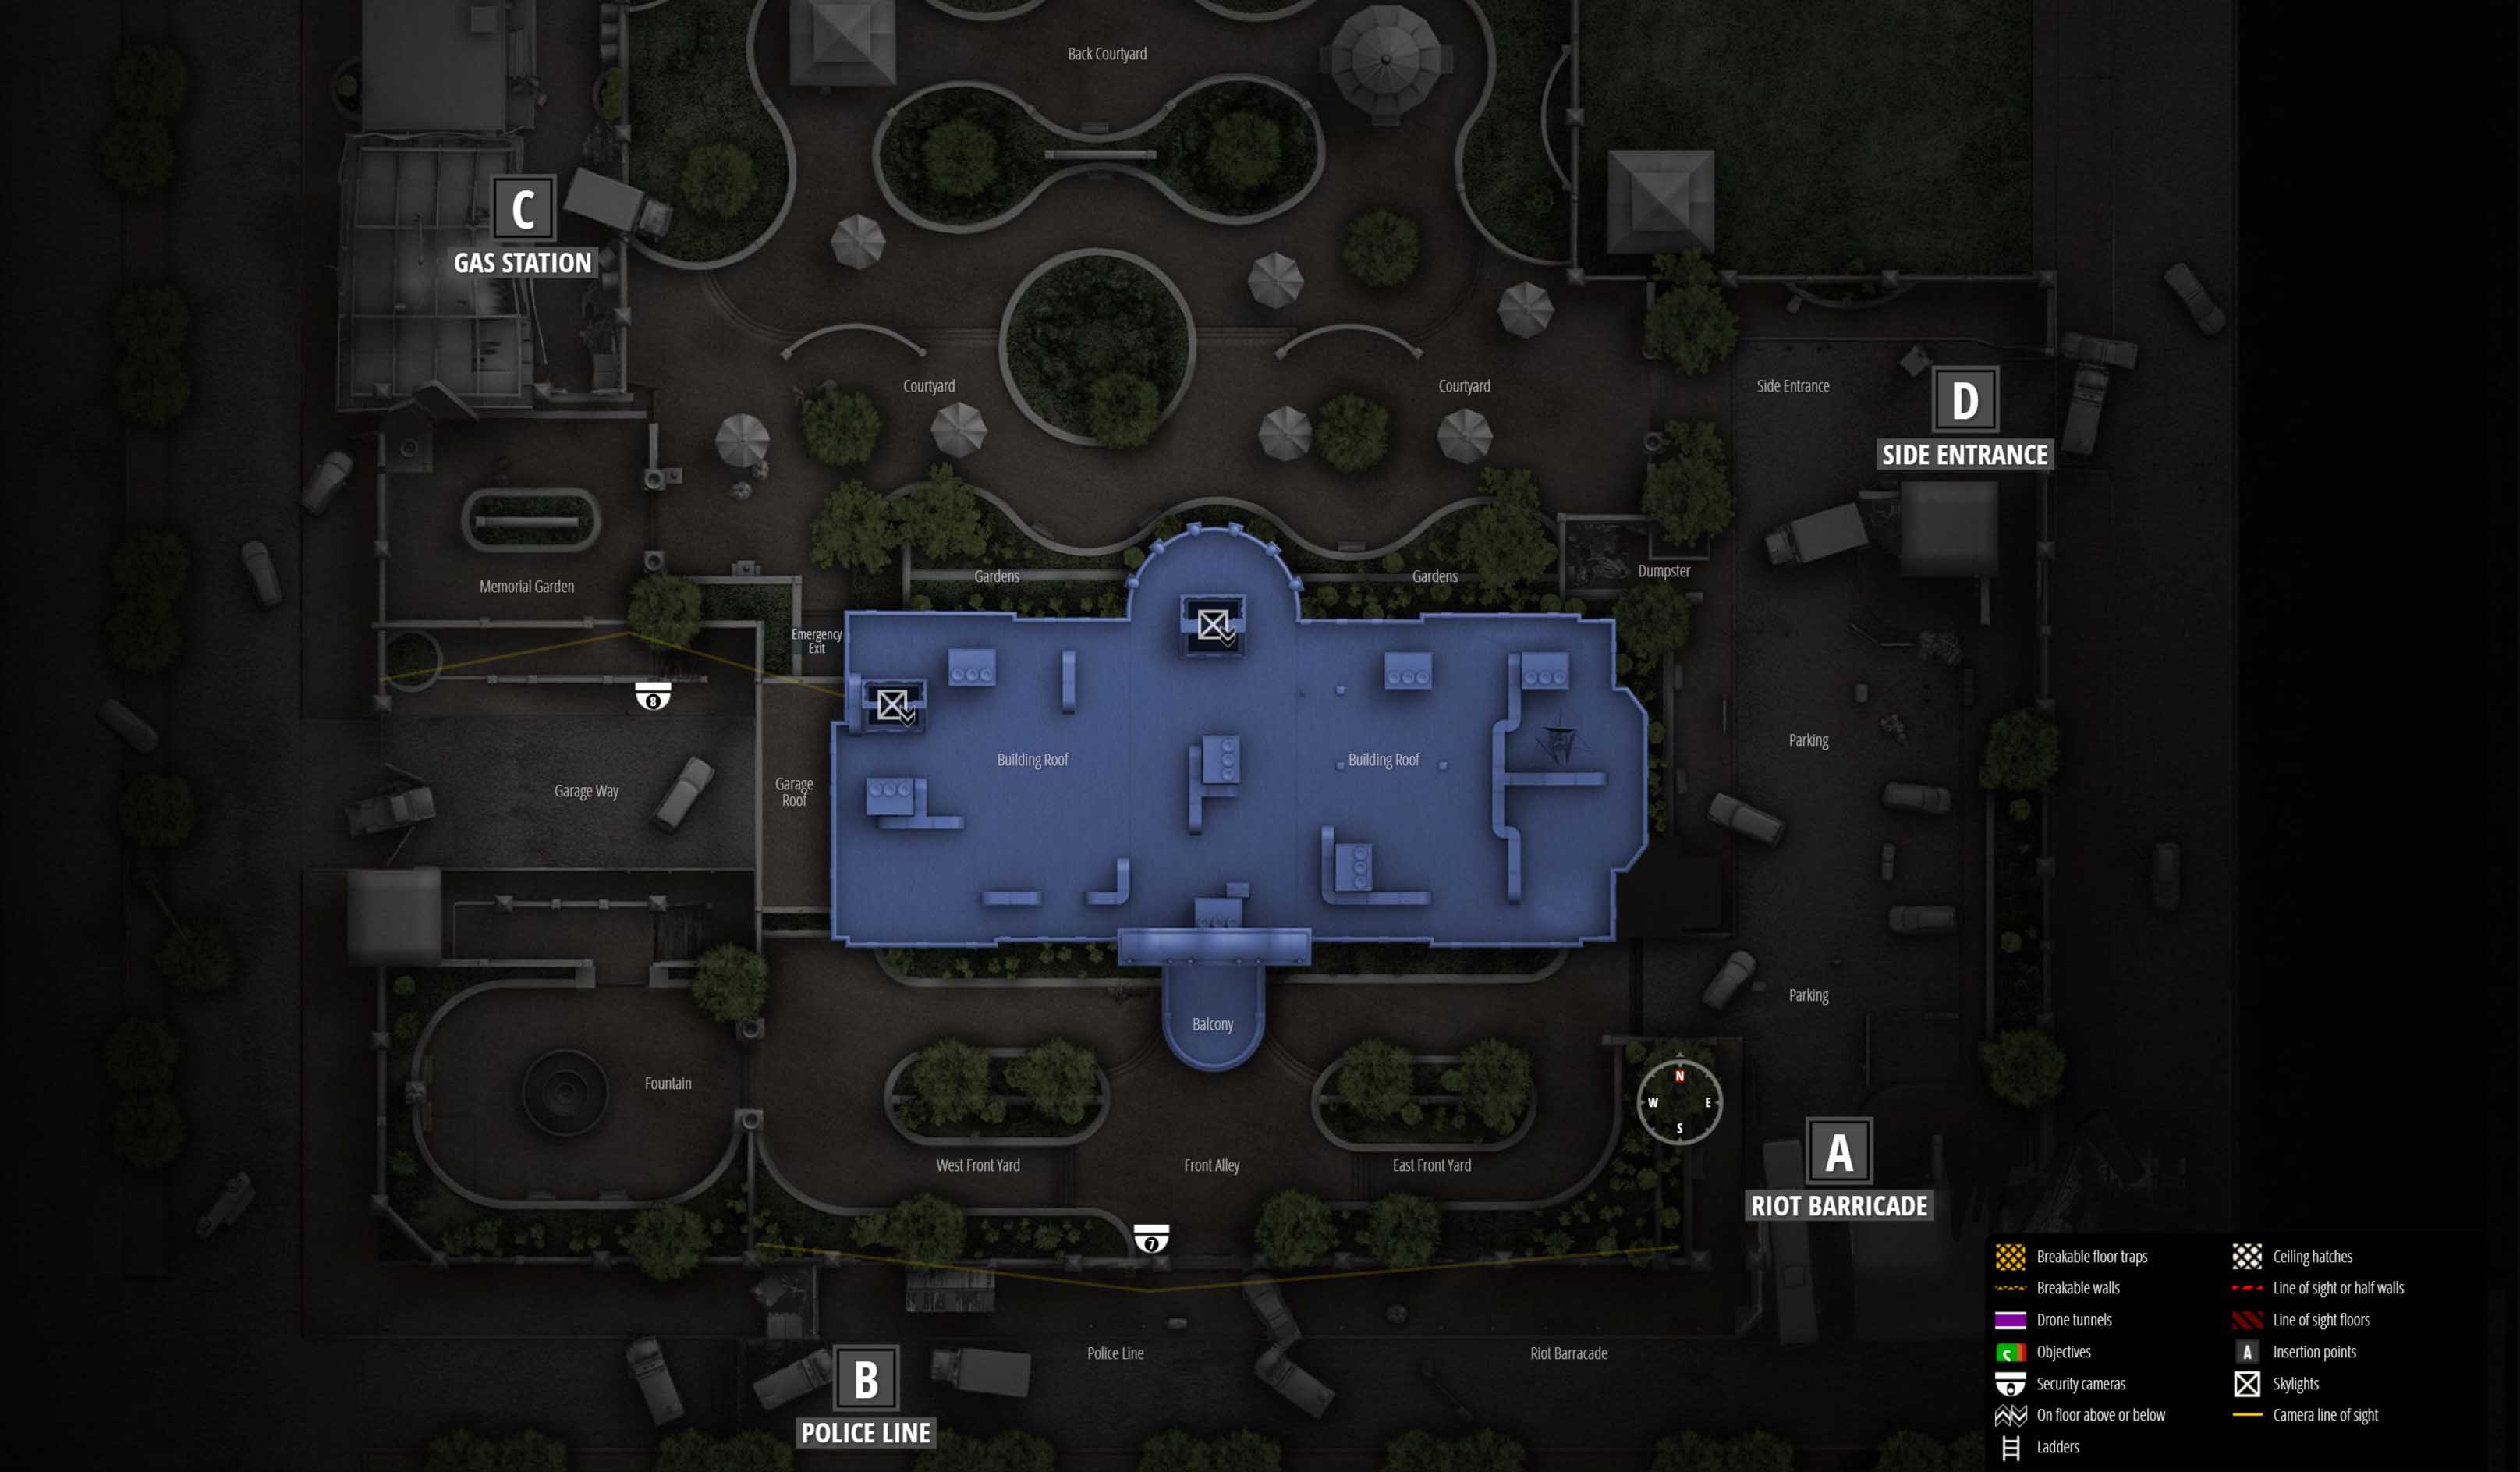 Back Courtyard
C
GAS STATION
Courtyard
Courtyard
Side Entrance
D
SIDE ENTRANCE
Memorial Garden
Gardens
Gardens
Dumpster
Emergency
Exit
8
Building Roof
Building Roof
Parking
Garage Way
Garage
Roof
Parking
Balcony
Fountain
N
W E
S
West Front Yard
Front Alley
East Front Yard
A
RIOT BARRICADE
7
Police Line
Riot Barracade
B
POLICE LINE
Breakable floor traps
Breakable walls
Drone tunnels
C
Objectives
Security cameras
On floor above or below
Ladders
Ceiling hatches
Line of sight or half walls
Line of sight floors
A
Insertion points
Skylights
Camera line of sight